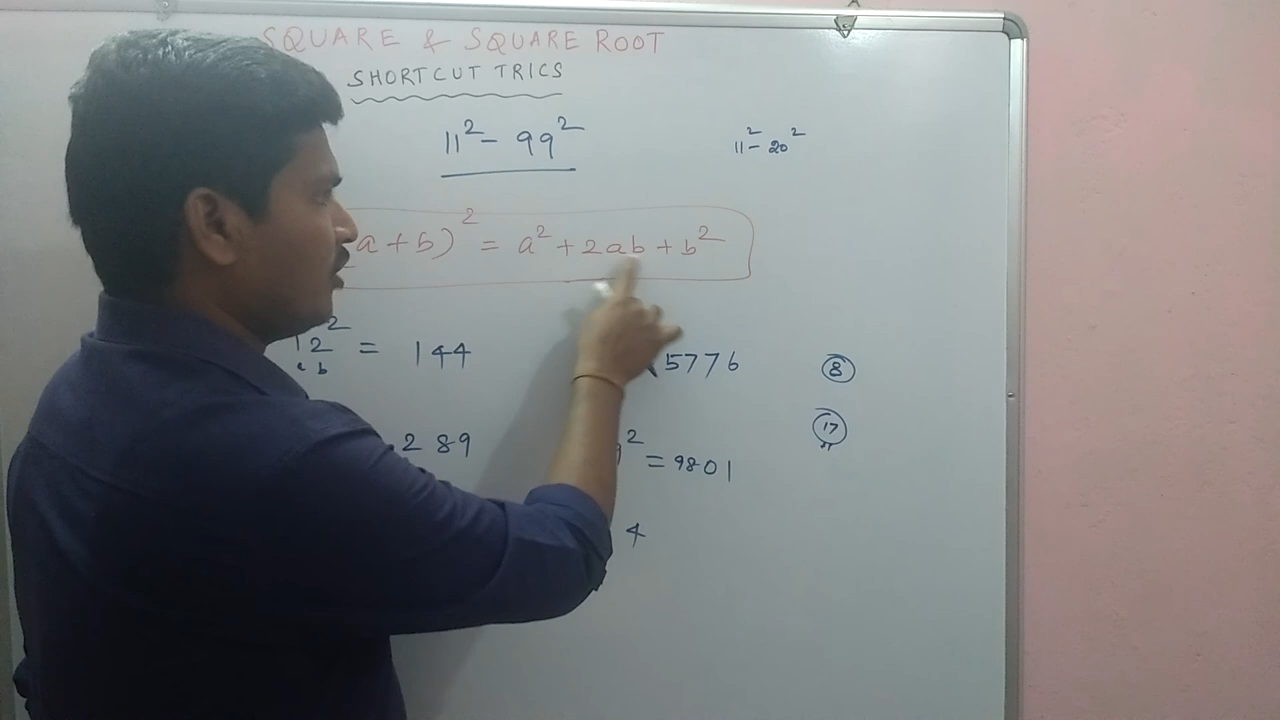 SQUARE & SQUARE ROOT
SHORTCUT TRICS
11² - 99²
11² - 20²
a + b)² = a² + 2ab + b²
12² = 144
a b
5776
8
289
9² = 9801
17
4